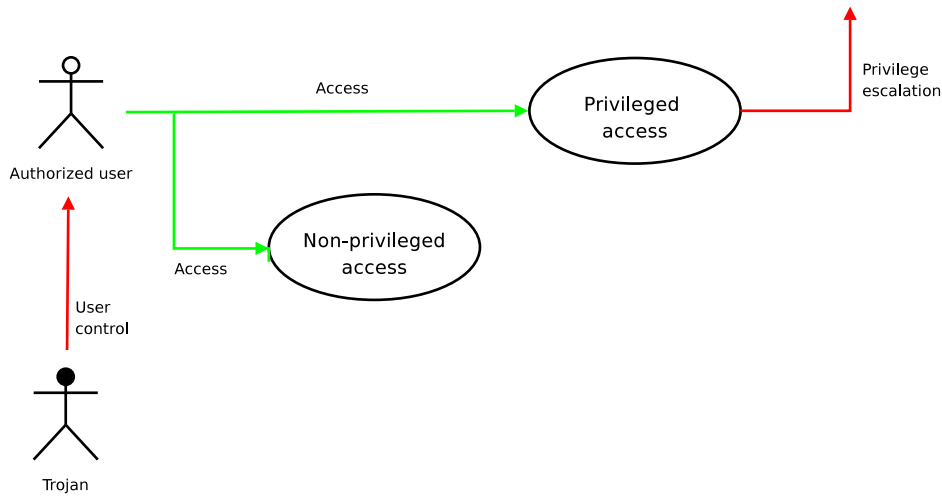 Access
Privileged
access
Privilege
escalation
Authorized user
Non-privileged
access
Access
User
control
Trojan